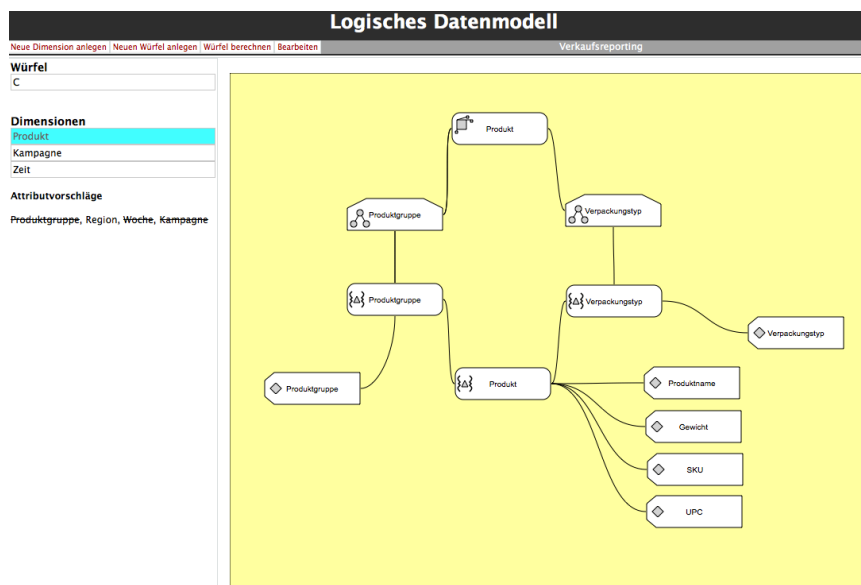 Logisches Datenmodell
Neue Dimension anlegen Neuen Würfel anlegen Würfel berechnen Bearbeiten
Verkaufsreporting
Würfel
C
Dimensionen
Produkt
Kampagne
Zeit
Attributvorschläge
Produktgruppe, Region, Woche, Kampagne
Produkt
Produktgruppe
Verpackungstyp
Produktgruppe
Verpackungstyp
Verpackungstyp
Produktgruppe
Produkt
Produktname
Gewicht
SKU
UPC